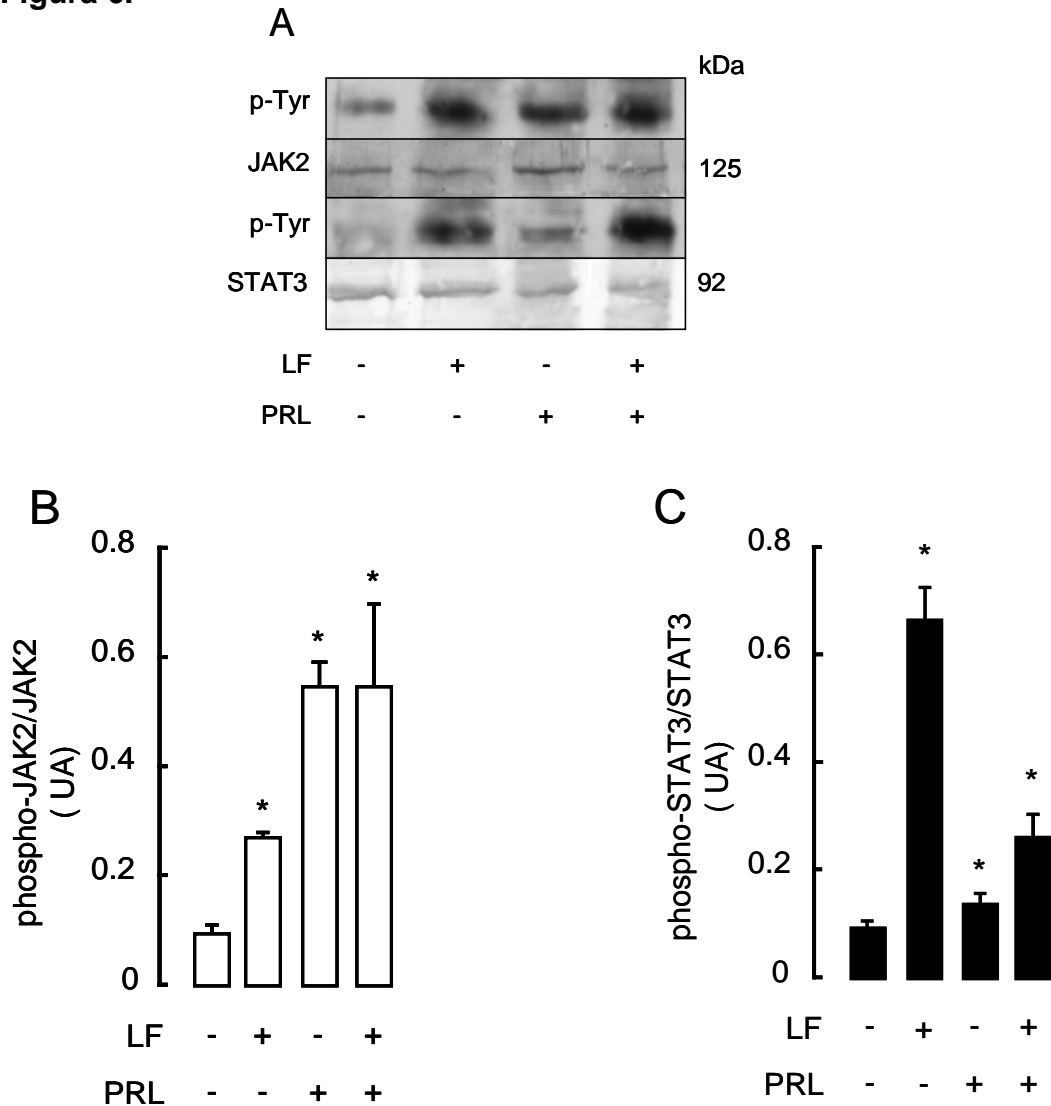 Figura 6.
A
kDa
p-Tyr
JAK2 125
p-Tyr
STAT3 92
LF - + - +
PRL - - + +
B
phospho-JAK2/JAK2
( UA)
0.8
*
*
0.6
0.4
*
0.2
0
LF - + - +
PRL - - + +
C
phospho-STAT3/STAT3
( UA)
0.8
*
0.6
0.4
*
*
0.2
0
LF - + - +
PRL - - + +